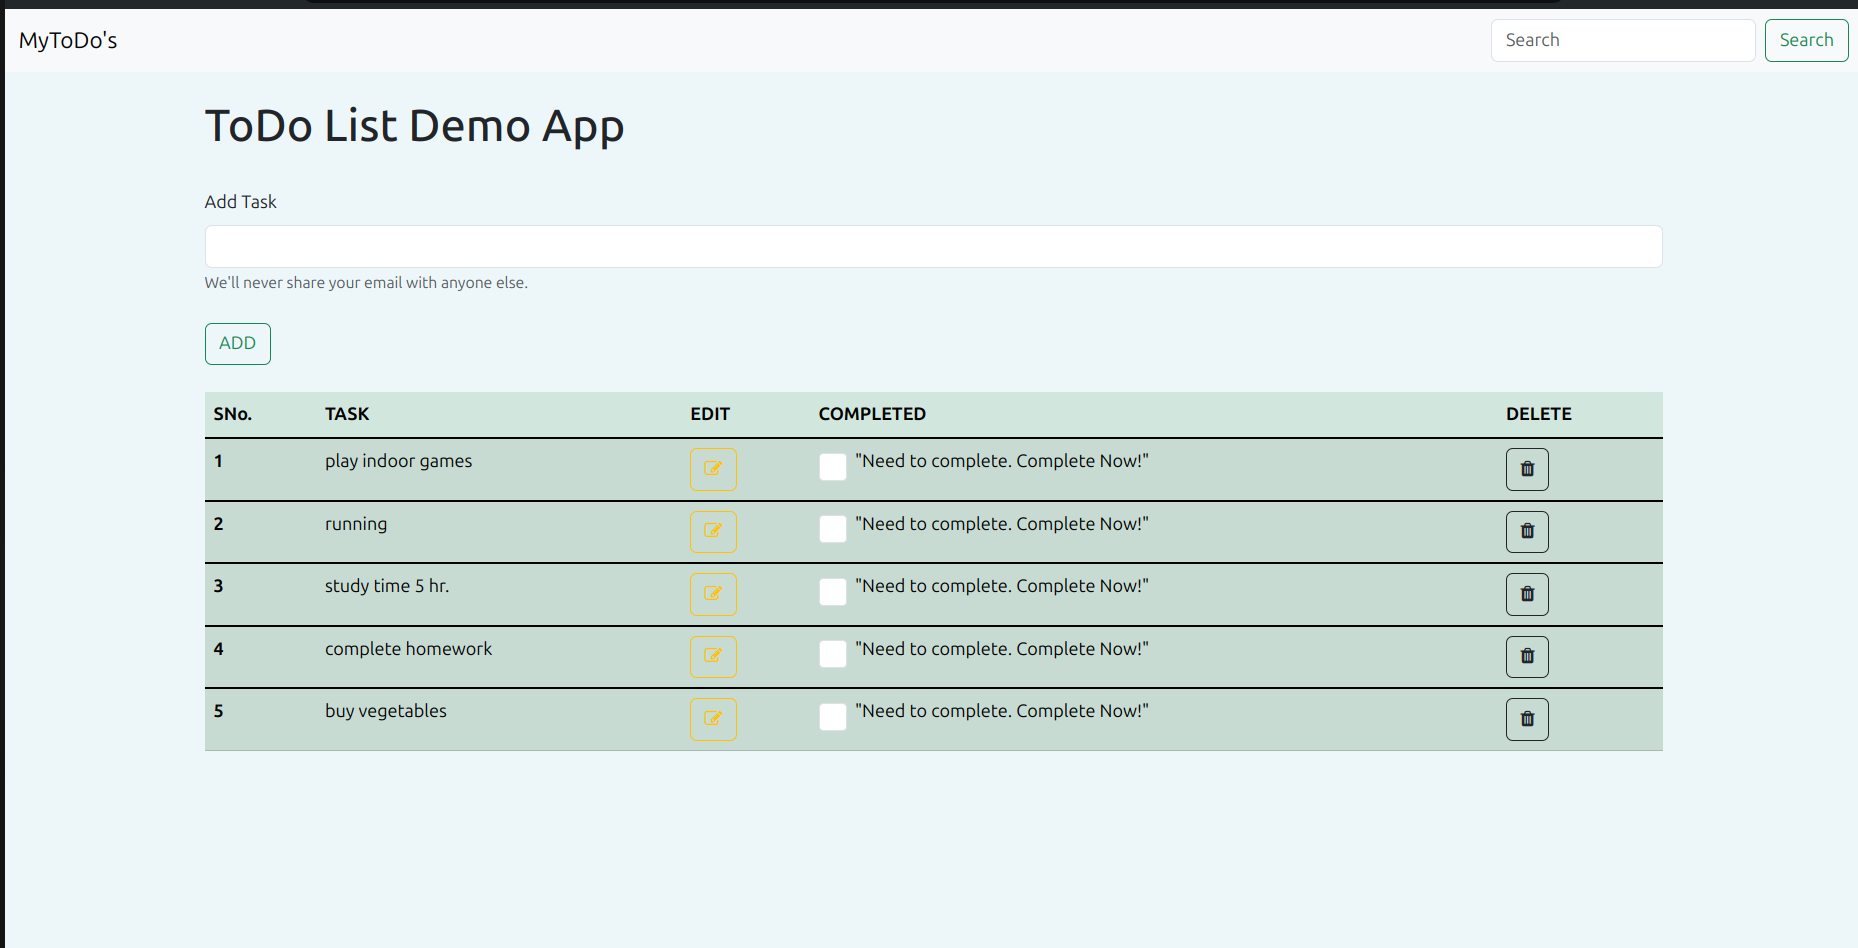 MyToDo's Search Search
ToDo List Demo App
Add Task
We'll never share your email with anyone else.
ADD
SNo. TASK EDIT COMPLETED DELETE
1 play indoor games "Need to complete. Complete Now!"
2 running "Need to complete. Complete Now!"
3 study time 5 hr. "Need to complete. Complete Now!"
4 complete homework "Need to complete. Complete Now!"
5 buy vegetables "Need to complete. Complete Now!"